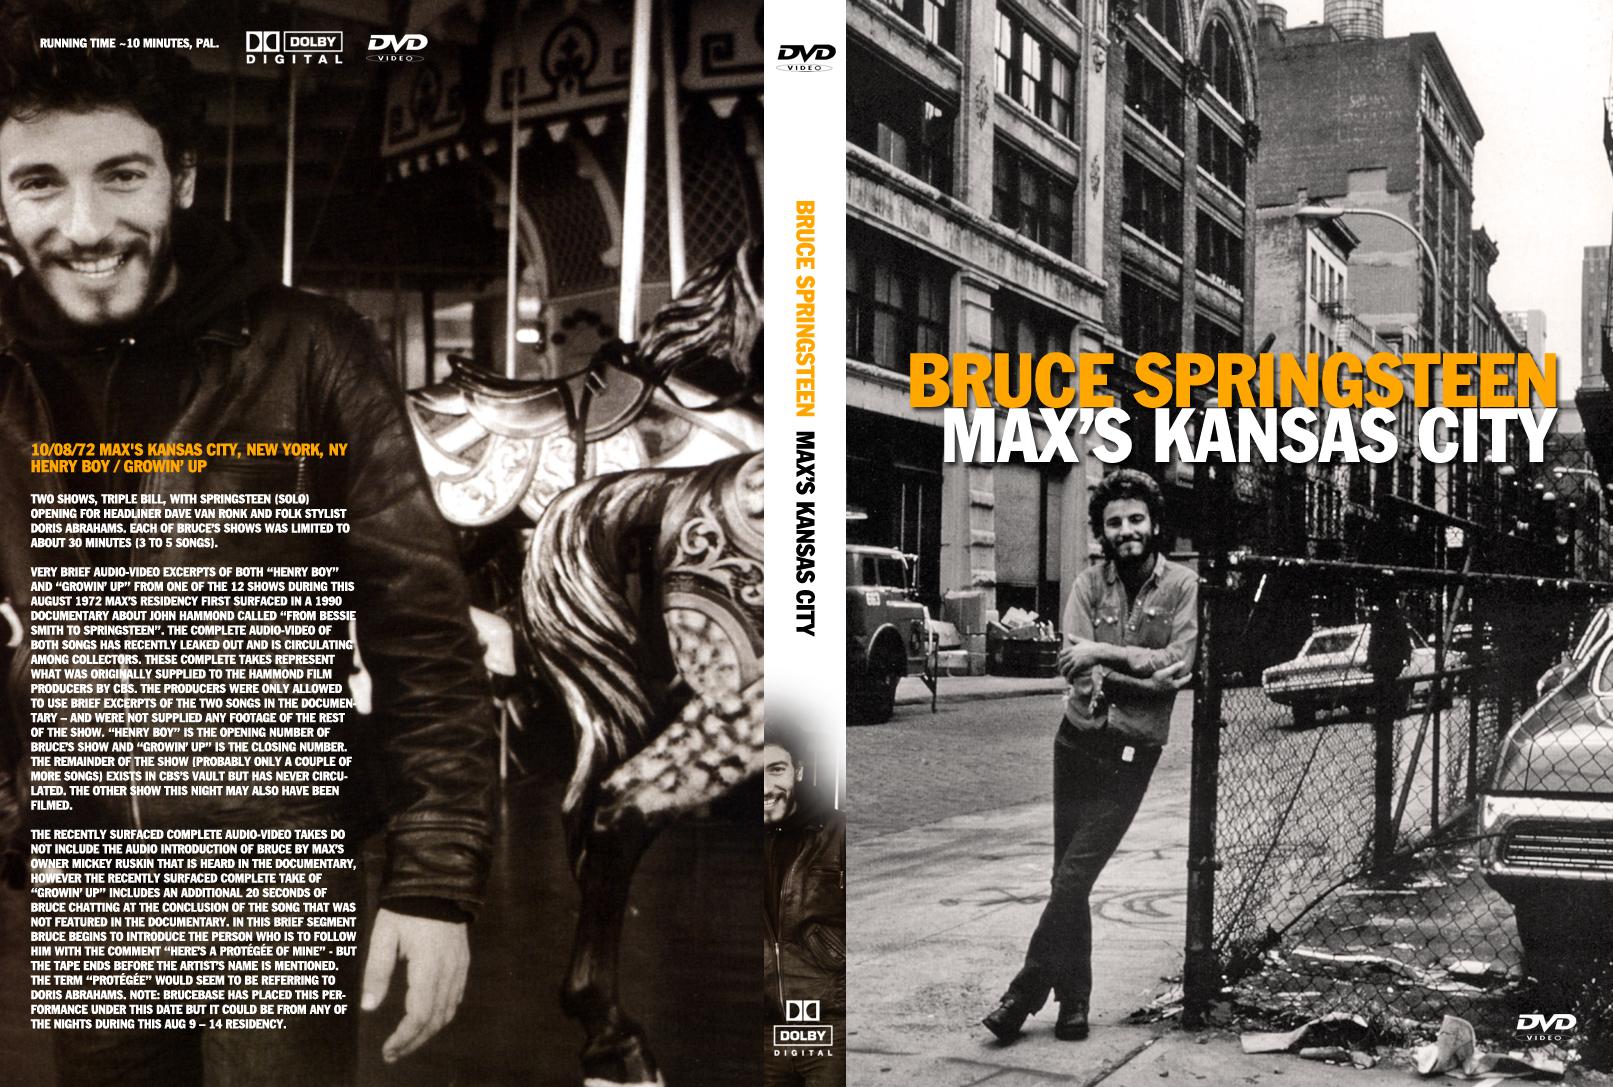 RUNNING TIME ~10 MINUTES, PAL.
DOLBY
DIGITAL
DVD
VIDEO
10/08/72 MAX'S KANSAS CITY, NEW YORK, NY
HENRY BOY / GROWIN' UP
TWO SHOWS, TRIPLE BILL, WITH SPRINGSTEEN (SOLO)
OPENING FOR HEADLINER DAVE VAN RONK AND FOLK STYLIST
DORIS ABRAHAMS. EACH OF BRUCE'S SHOWS WAS LIMITED TO
ABOUT 30 MINUTES (3 TO 5 SONGS).
VERY BRIEF AUDIO-VIDEO EXCERPTS OF BOTH “HENRY BOY”
AND “GROWIN' UP” FROM ONE OF THE 12 SHOWS DURING THIS
AUGUST 1972 MAX'S RESIDENCY FIRST SURFACED IN A 1990
DOCUMENTARY ABOUT JOHN HAMMOND CALLED “FROM BESSIE
SMITH TO SPRINGSTEEN”. THE COMPLETE AUDIO-VIDEO OF
BOTH SONGS HAS RECENTLY LEAKED OUT AND IS CIRCULATING
AMONG COLLECTORS. THESE COMPLETE TAKES REPRESENT
WHAT WAS ORIGINALLY SUPPLIED TO THE HAMMOND FILM
PRODUCERS BY CBS. THE PRODUCERS WERE ONLY ALLOWED
TO USE BRIEF EXCERPTS OF THE TWO SONGS IN THE DOCUMEN-
TARY – AND WERE NOT SUPPLIED ANY FOOTAGE OF THE REST
OF THE SHOW. “HENRY BOY” IS THE OPENING NUMBER OF
BRUCE'S SHOW AND “GROWIN' UP” IS THE CLOSING NUMBER.
THE REMAINDER OF THE SHOW (PROBABLY ONLY A COUPLE OF
MORE SONGS) EXISTS IN CBS'S VAULT BUT HAS NEVER CIRCU-
LATED. THE OTHER SHOW THIS NIGHT MAY ALSO HAVE BEEN
FILMED.
THE RECENTLY SURFACED COMPLETE AUDIO-VIDEO TAKES DO
NOT INCLUDE THE AUDIO INTRODUCTION OF BRUCE BY MAX'S
OWNER MICKEY RUSKIN THAT IS HEARD IN THE DOCUMENTARY,
HOWEVER THE RECENTLY SURFACED COMPLETE TAKE OF
“GROWIN' UP” INCLUDES AN ADDITIONAL 20 SECONDS OF
BRUCE CHATTING AT THE CONCLUSION OF THE SONG THAT WAS
NOT FEATURED IN THE DOCUMENTARY. IN THIS BRIEF SEGMENT
BRUCE BEGINS TO INTRODUCE THE PERSON WHO IS TO FOLLOW
HIM WITH THE COMMENT “HERE'S A PROTÉGÉE OF MINE” - BUT
THE TAPE ENDS BEFORE THE ARTIST'S NAME IS MENTIONED.
THE TERM “PROTÉGÉE” WOULD SEEM TO BE REFERRING TO
DORIS ABRAHAMS. NOTE: BRUCEBASE HAS PLACED THIS PER-
FORMANCE UNDER THIS DATE BUT IT COULD BE FROM ANY OF
THE NIGHTS DURING THIS AUG 9 – 14 RESIDENCY.
DVD
VIDEO
BRUCE SPRINGSTEEN MAX'S KANSAS CITY
DOLBY
DIGITAL
BRUCE SPRINGSTEEN
MAX'S KANSAS CITY
DVD
VIDEO